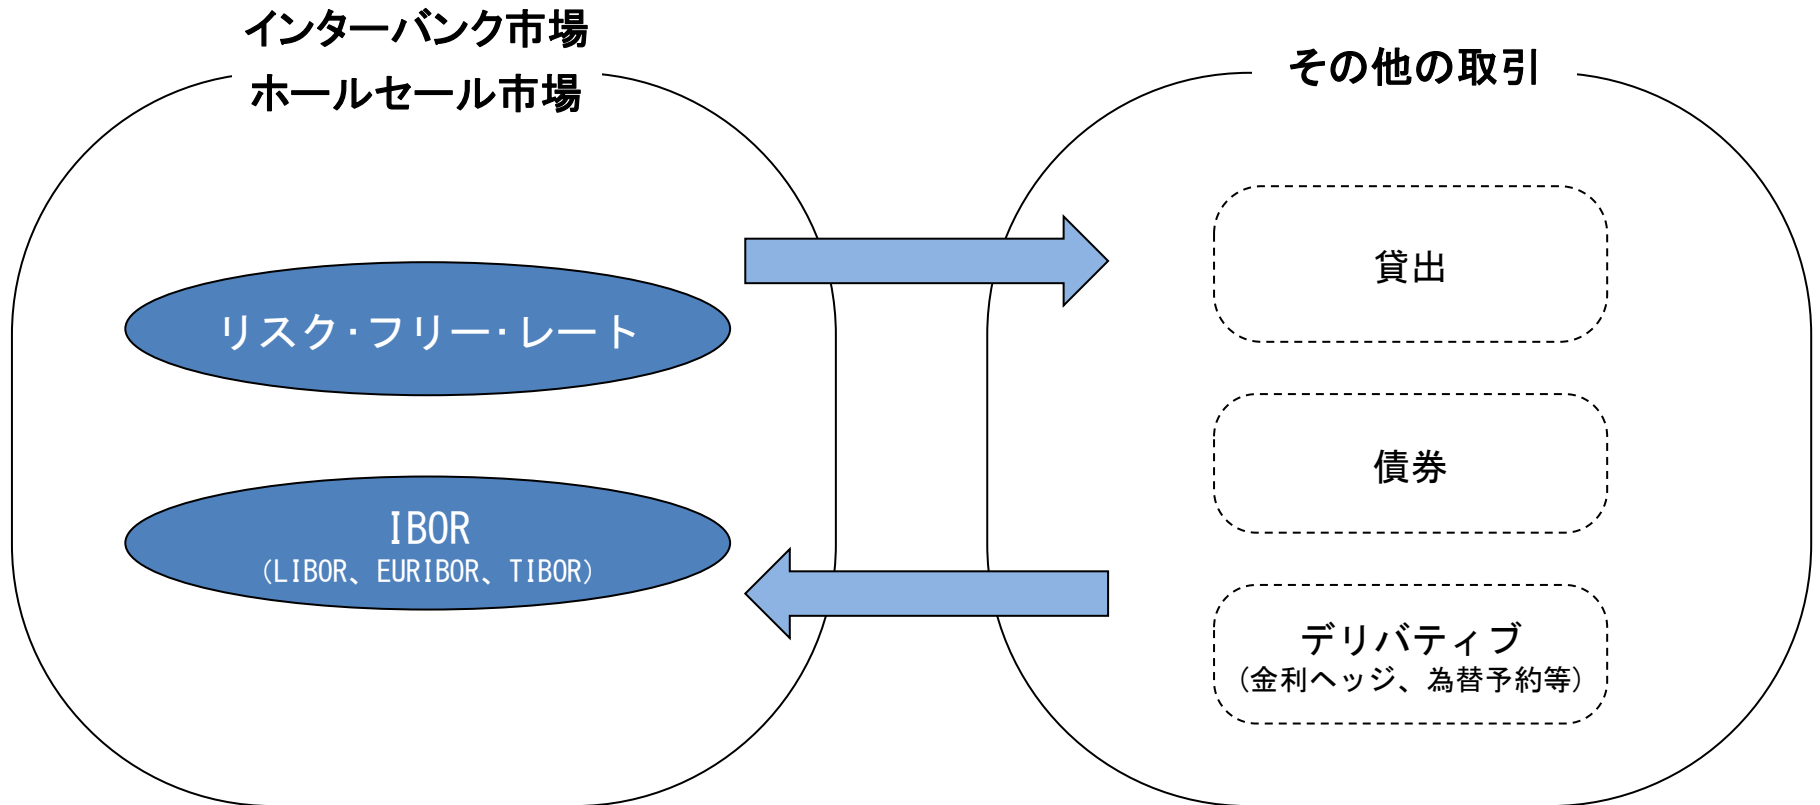 インターバンク市場
ホールセール市場
その他の取引
リスク・フリー・レート
IBOR
(LIBOR、EURIBOR、TIBOR)
貸出
債券
デリバティブ
(金利ヘッジ、為替予約等)